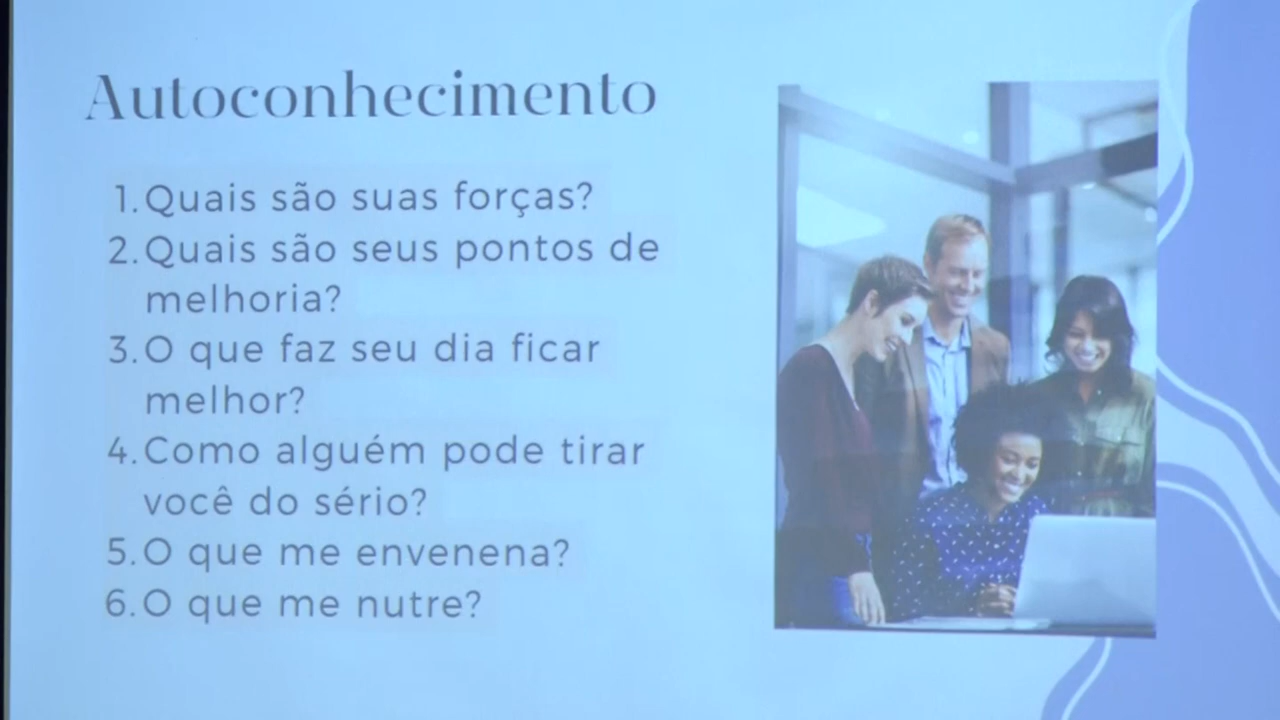 Autoconhecimento
1. Quais são suas forças?
2. Quais são seus pontos de
melhoria?
3. O que faz seu dia ficar
melhor?
4. Como alguém pode tirar
você do sério?
5. O que me envenena?
6. O que me nutre?